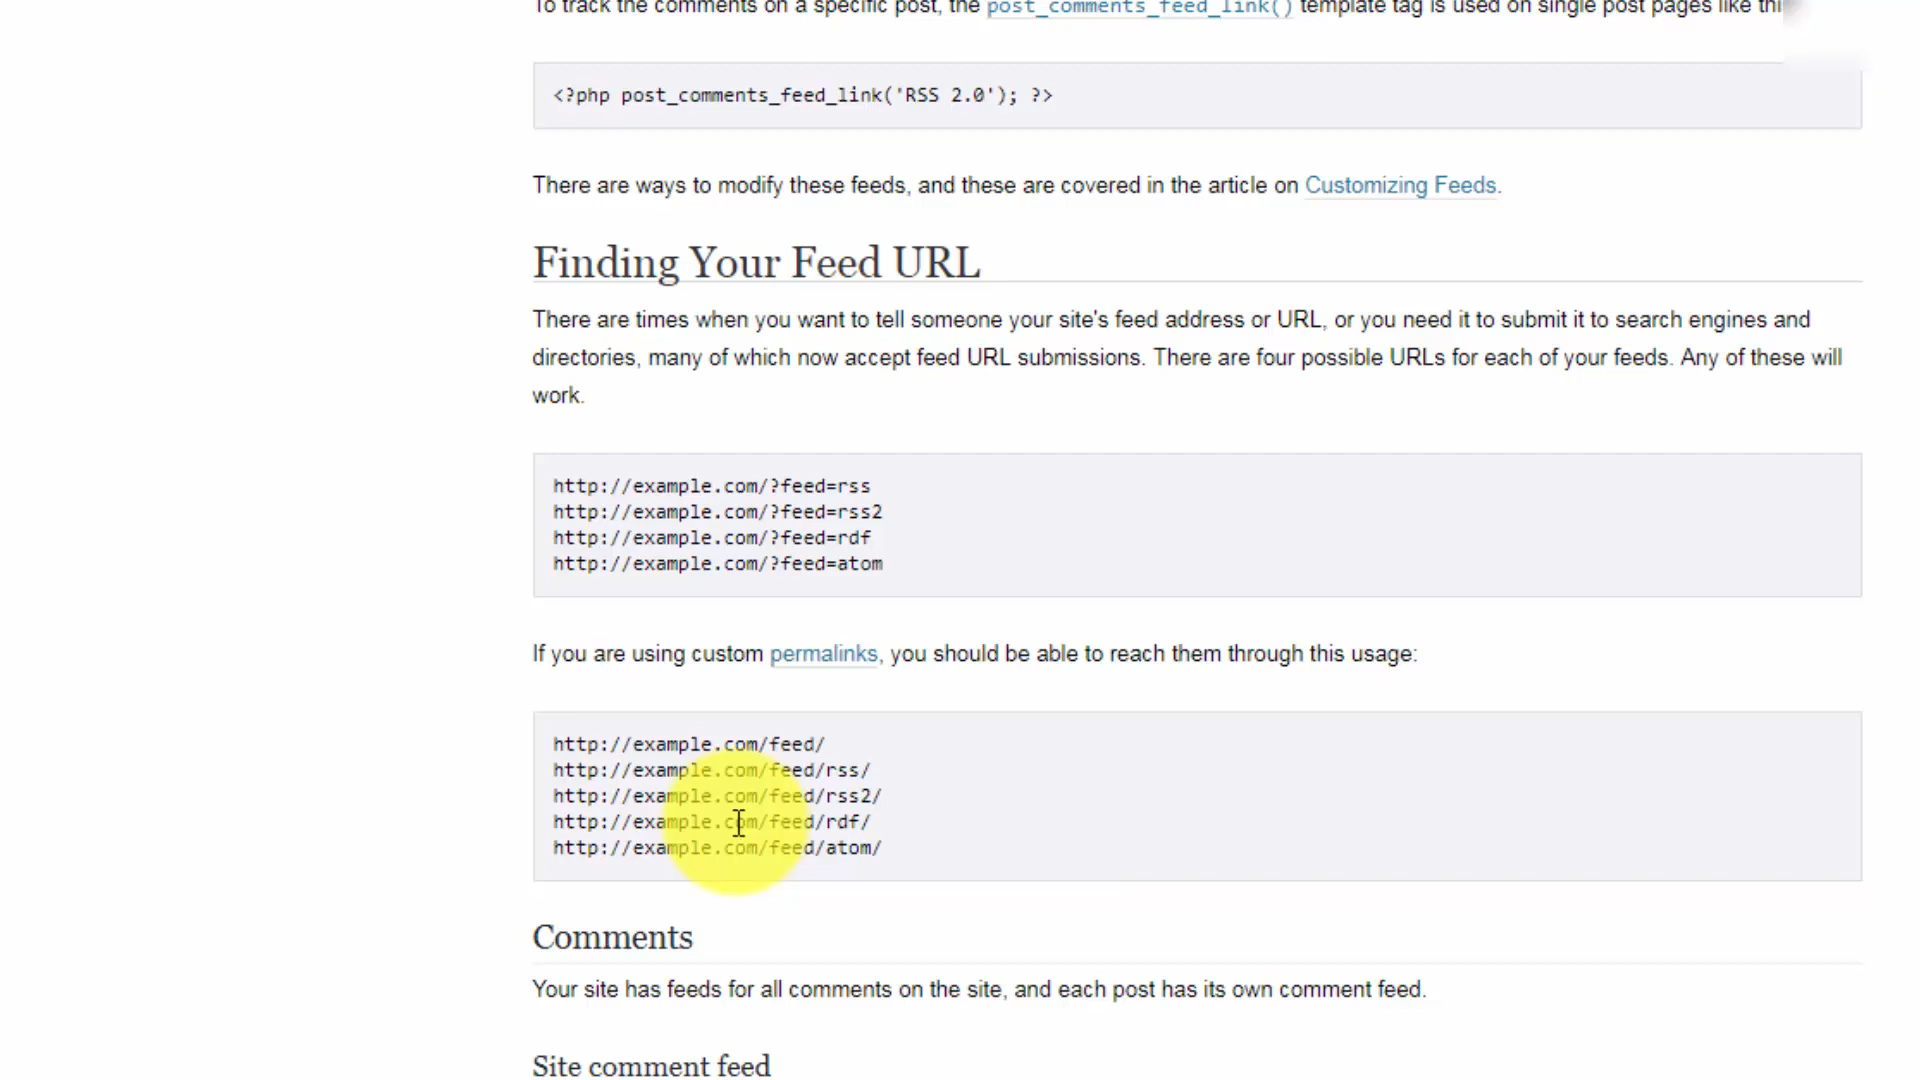 To track the comments on a specific post, the post_comments_feed_link() template tag is used on single post pages like
<?php post_comments_feed_link('RSS 2.0'); ?>
There are ways to modify these feeds, and these are covered in the article on Customizing Feeds.
Finding Your Feed URL
There are times when you want to tell someone your site's feed address or URL, or you need it to submit it to search engines and
directories, many of which now accept feed URL submissions. There are four possible URLs for each of your feeds. Any of these will
work.
http://example.com/?feed=rss
http://example.com/?feed=rss2
http://example.com/?feed=rdf
http://example.com/?feed=atom
If you are using custom permalinks, you should be able to reach them through this usage:
http://example.com/feed/
http://example.com/feed/rss/
http://example.com/feed/rss2/
http://example.com/feed/rdf/
http://example.com/feed/atom/
Comments
Your site has feeds for all comments on the site, and each post has its own comment feed.
Site comment feed